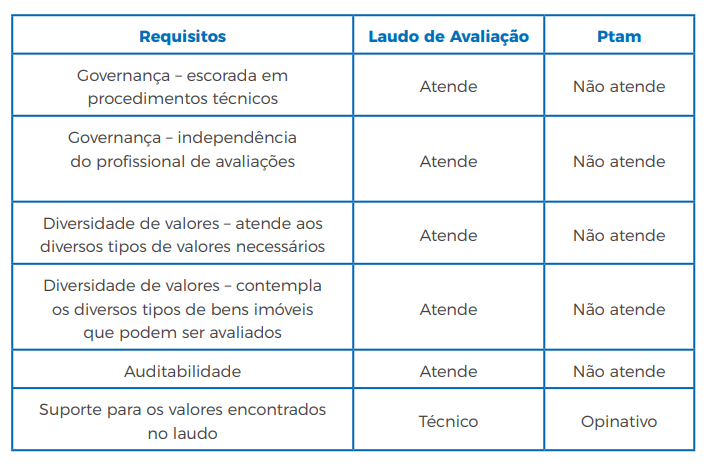 Requisitos Laudo de Avaliação Ptam
Governança – escorada em
procedimentos técnicos
Atende Não atende
Governança – independência
do profissional de avaliações
Atende Não atende
Diversidade de valores – atende aos
diversos tipos de valores necessários
Atende Não atende
Diversidade de valores – contempla
os diversos tipos de bens imóveis
que podem ser avaliados
Atende Não atende
Auditabilidade Atende Não atende
Suporte para os valores encontrados
no laudo
Técnico Opinativo